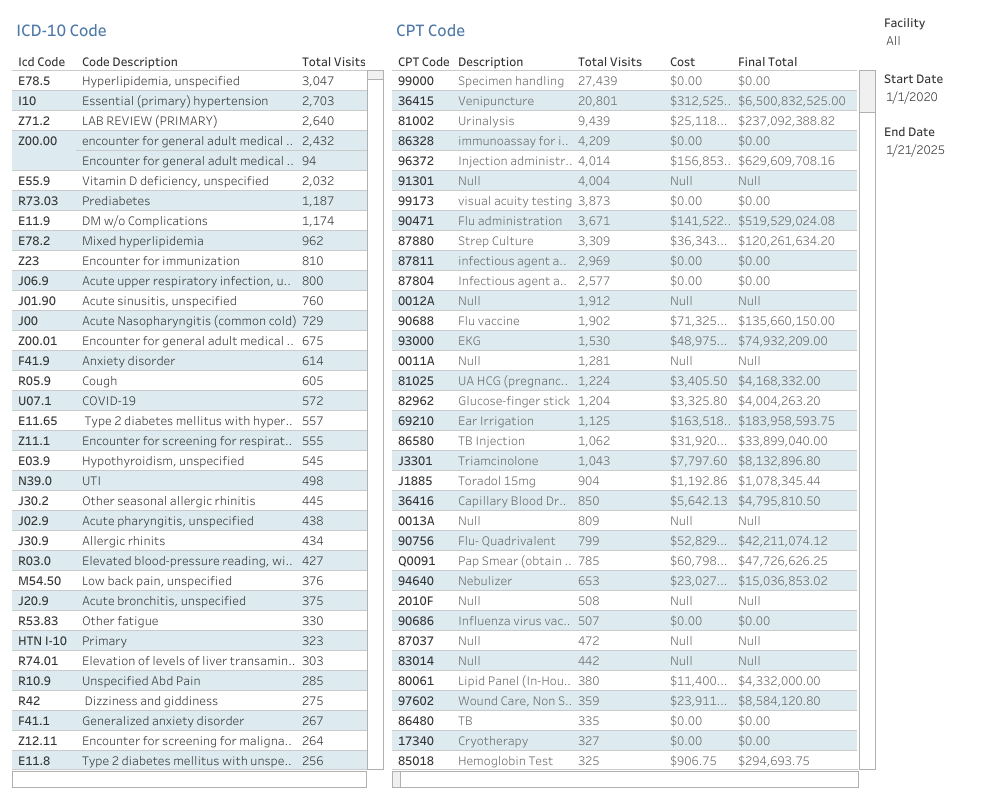 ICD-10 Code
Icd Code Code Description Total Visits
E78.5 Hyperlipidemia, unspecified 3,047
I10 Essential (primary) hypertension 2,703
Z71.2 LAB REVIEW (PRIMARY) 2,640
Z00.00 encounter for general adult medical .. 2,432
Encounter for general adult medical .. 94
E55.9 Vitamin D deficiency, unspecified 2,032
R73.03 Prediabetes 1,187
E11.9 DM w/o Complications 1,174
E78.2 Mixed hyperlipidemia 962
Z23 Encounter for immunization 810
J06.9 Acute upper respiratory infection, u.. 800
J01.90 Acute sinusitis, unspecified 760
J00 Acute Nasopharyngitis (common cold) 729
Z00.01 Encounter for general adult medical .. 675
F41.9 Anxiety disorder 614
R05.9 Cough 605
U07.1 COVID-19 572
E11.65 Type 2 diabetes mellitus with hyper.. 557
Z11.1 Encounter for screening for respirat.. 555
E03.9 Hypothyroidism, unspecified 545
N39.0 UTI 498
J30.2 Other seasonal allergic rhinitis 445
J02.9 Acute pharyngitis, unspecified 438
J30.9 Allergic rhinits 434
R03.0 Elevated blood-pressure reading, wi.. 427
M54.50 Low back pain, unspecified 376
J20.9 Acute bronchitis, unspecified 375
R53.83 Other fatigue 330
HTN I-10 Primary 323
R74.01 Elevation of levels of liver transamin.. 303
R10.9 Unspecified Abd Pain 285
R42 Dizziness and giddiness 275
F41.1 Generalized anxiety disorder 267
Z12.11 Encounter for screening for maligna.. 264
E11.8 Type 2 diabetes mellitus with unspe.. 256
CPT Code
CPT Code Description Total Visits Cost Final Total
99000 Specimen handling 27,439 $0.00 $0.00
36415 Venipuncture 20,801 $312,525.. $6,500,832,525.00
81002 Urinalysis 9,439 $25,118... $237,092,388.82
86328 immunoassay for i.. 4,209 $0.00 $0.00
96372 Injection administr.. 4,014 $156,853.. $629,609,708.16
91301 Null 4,004 Null Null
99173 visual acuity testing 3,873 $0.00 $0.00
90471 Flu administration 3,671 $141,522.. $519,529,024.08
87880 Strep Culture 3,309 $36,343... $120,261,634.20
87811 infectious agent a.. 2,969 $0.00 $0.00
87804 Infectious agent a.. 2,577 $0.00 $0.00
0012A Null 1,912 Null Null
90688 Flu vaccine 1,902 $71,325... $135,660,150.00
93000 EKG 1,530 $48,975... $74,932,209.00
0011A Null 1,281 Null Null
81025 UA HCG (pregnanc.. 1,224 $3,405.50 $4,168,332.00
82962 Glucose-finger stick 1,204 $3,325.80 $4,004,263.20
69210 Ear Irrigation 1,125 $163,518.. $183,958,593.75
86580 TB Injection 1,062 $31,920... $33,899,040.00
J3301 Triamcinolone 1,043 $7,797.60 $8,132,896.80
J1885 Toradol 15mg 904 $1,192.86 $1,078,345.44
36416 Capillary Blood Dr.. 850 $5,642.13 $4,795,810.50
0013A Null 809 Null Null
90756 Flu- Quadrivalent 799 $52,829... $42,211,074.12
Q0091 Pap Smear (obtain .. 785 $60,798... $47,726,626.25
94640 Nebulizer 653 $23,027... $15,036,853.02
2010F Null 508 Null Null
90686 Influenza virus vac.. 507 $0.00 $0.00
87037 Null 472 Null Null
83014 Null 442 Null Null
80061 Lipid Panel (In-Hou.. 380 $11,400... $4,332,000.00
97602 Wound Care, Non S.. 359 $23,911... $8,584,120.80
86480 TB 335 $0.00 $0.00
17340 Cryotherapy 327 $0.00 $0.00
85018 Hemoglobin Test 325 $906.75 $294,693.75
Facility
All
Start Date
1/1/2020
End Date
1/21/2025